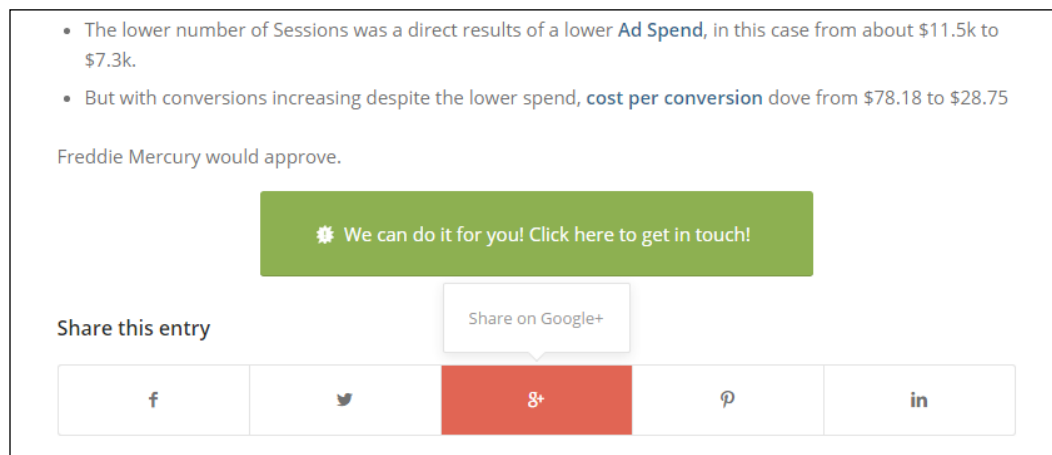 • The lower number of Sessions was a direct results of a lower Ad Spend, in this case from about $11.5k to
$7.3k.
• But with conversions increasing despite the lower spend, cost per conversion dove from $78.18 to $28.75
Freddie Mercury would approve.
We can do it for you! Click here to get in touch!
Share on Google+
Share this entry
f
g+
in